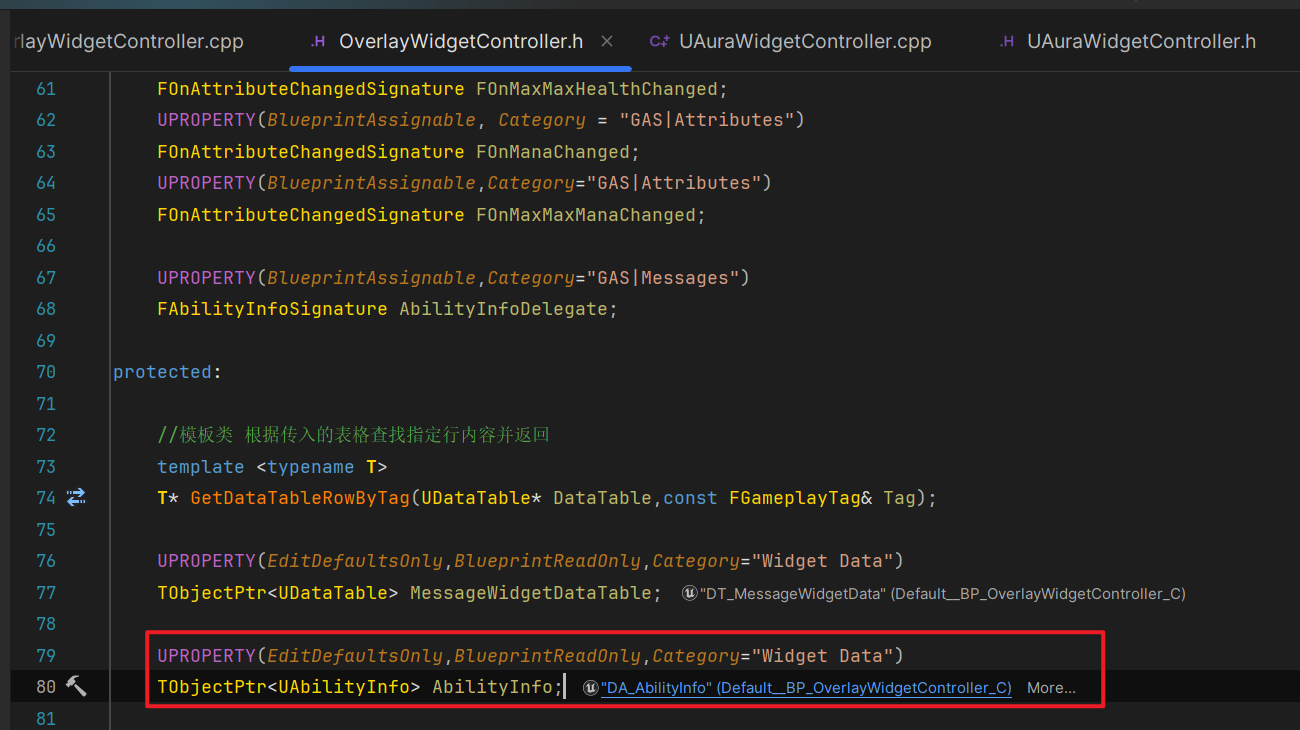 rlayWidgetController.cpp
.H OverlayWidgetController.h ×
C++ UAuraWidgetController.cpp
.H UAuraWidgetController.h
61 FOnAttributeChangedSignature FOnMaxMaxHealthChanged;
62 UPROPERTY(BlueprintAssignable, Category = "GAS|Attributes")
63 FOnAttributeChangedSignature FOnManaChanged;
64 UPROPERTY(BlueprintAssignable,Category="GAS|Attributes")
65 FOnAttributeChangedSignature FOnMaxMaxManaChanged;
66
67 UPROPERTY(BlueprintAssignable,Category="GAS|Messages")
68 FAbilityInfoSignature AbilityInfoDelegate;
69
70 protected:
71
72 //模板类 根据传入的表格查找指定行内容并返回
73 template <typename T>
74 T* GetDataTableRowByTag(UDataTable* DataTable,const FGameplayTag& Tag);
75
76 UPROPERTY(EditDefaultsOnly,BlueprintReadOnly,Category="Widget Data")
77 TObjectPtr<UDataTable> MessageWidgetDataTable; "DT_MessageWidgetData" (Default__BP_OverlayWidgetController_C)
78
79 UPROPERTY(EditDefaultsOnly,BlueprintReadOnly,Category="Widget Data")
80 TObjectPtr<UAbilityInfo> AbilityInfo; "DA_AbilityInfo" (Default__BP_OverlayWidgetController_C) More...
81